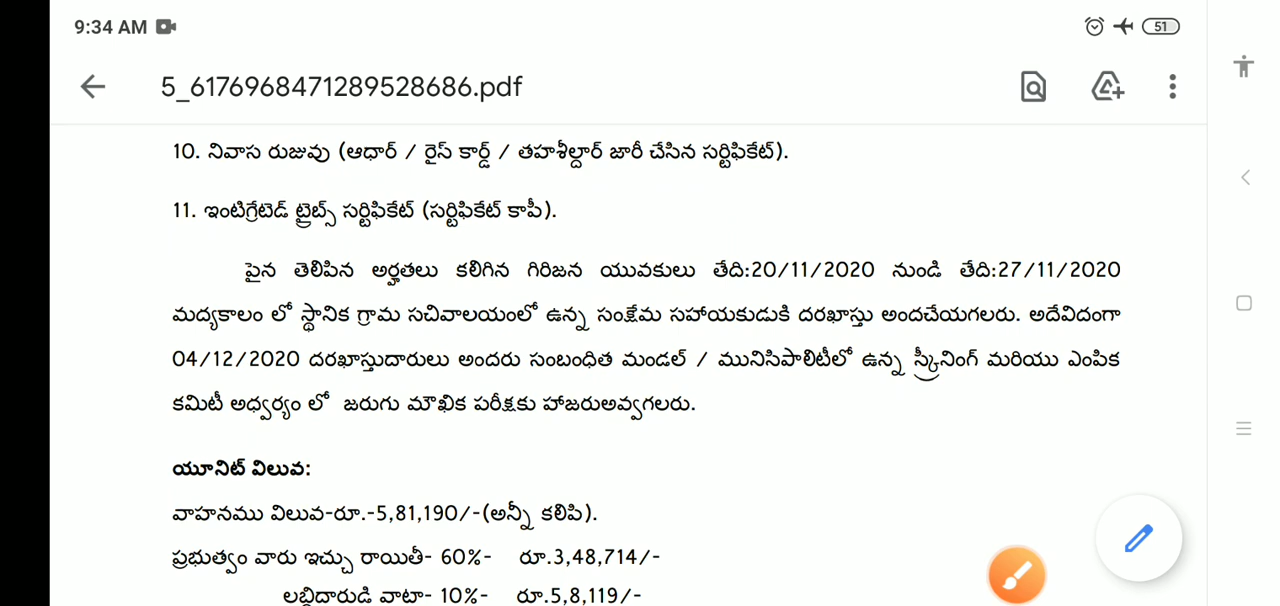 9:34 AM
51
5_6176968471289528686.pdf
10. నివాస రుజువు (ఆధార్ / రైస్ కార్డ్ / తహశీల్దార్ జారీ చేసిన సర్టిఫికేట్).
11. ఇంటిగ్రేటెడ్ ట్రైబ్స్ సర్టిఫికేట్ (సర్టిఫికేట్ కాపీ).
పైన తెలిపిన అర్హతలు కలిగిన గిరిజన యువకులు తేది:20/11/2020 నుండి తేది:27/11/2020
మద్యకాలం లో స్థానిక గ్రామ సచివాలయంలో ఉన్న సంక్షేమ సహాయకుడుకి దరఖాస్తు అందచేయగలరు. అదేవిదంగా
04/12/2020 దరఖాస్తుదారులు అందరు సంబంధిత మండల్ / మునిసిపాలిటీలో ఉన్న స్క్రీనింగ్ మరియు ఎంపిక
కమిటీ అధ్వర్యం లో జరుగు మౌఖిక పరీక్షకు హాజరుఅవ్వగలరు.
యూనిట్ విలువ:
వాహనము విలువ-రూ.-5,81,190/-(అన్నీ కలిపి).
ప్రభుత్వం వారు ఇచ్చు రాయితీ- 60%- రూ.3,48,714/-
లబ్ధిదారుడి వాటా- 10%- రూ.5,8,119/-